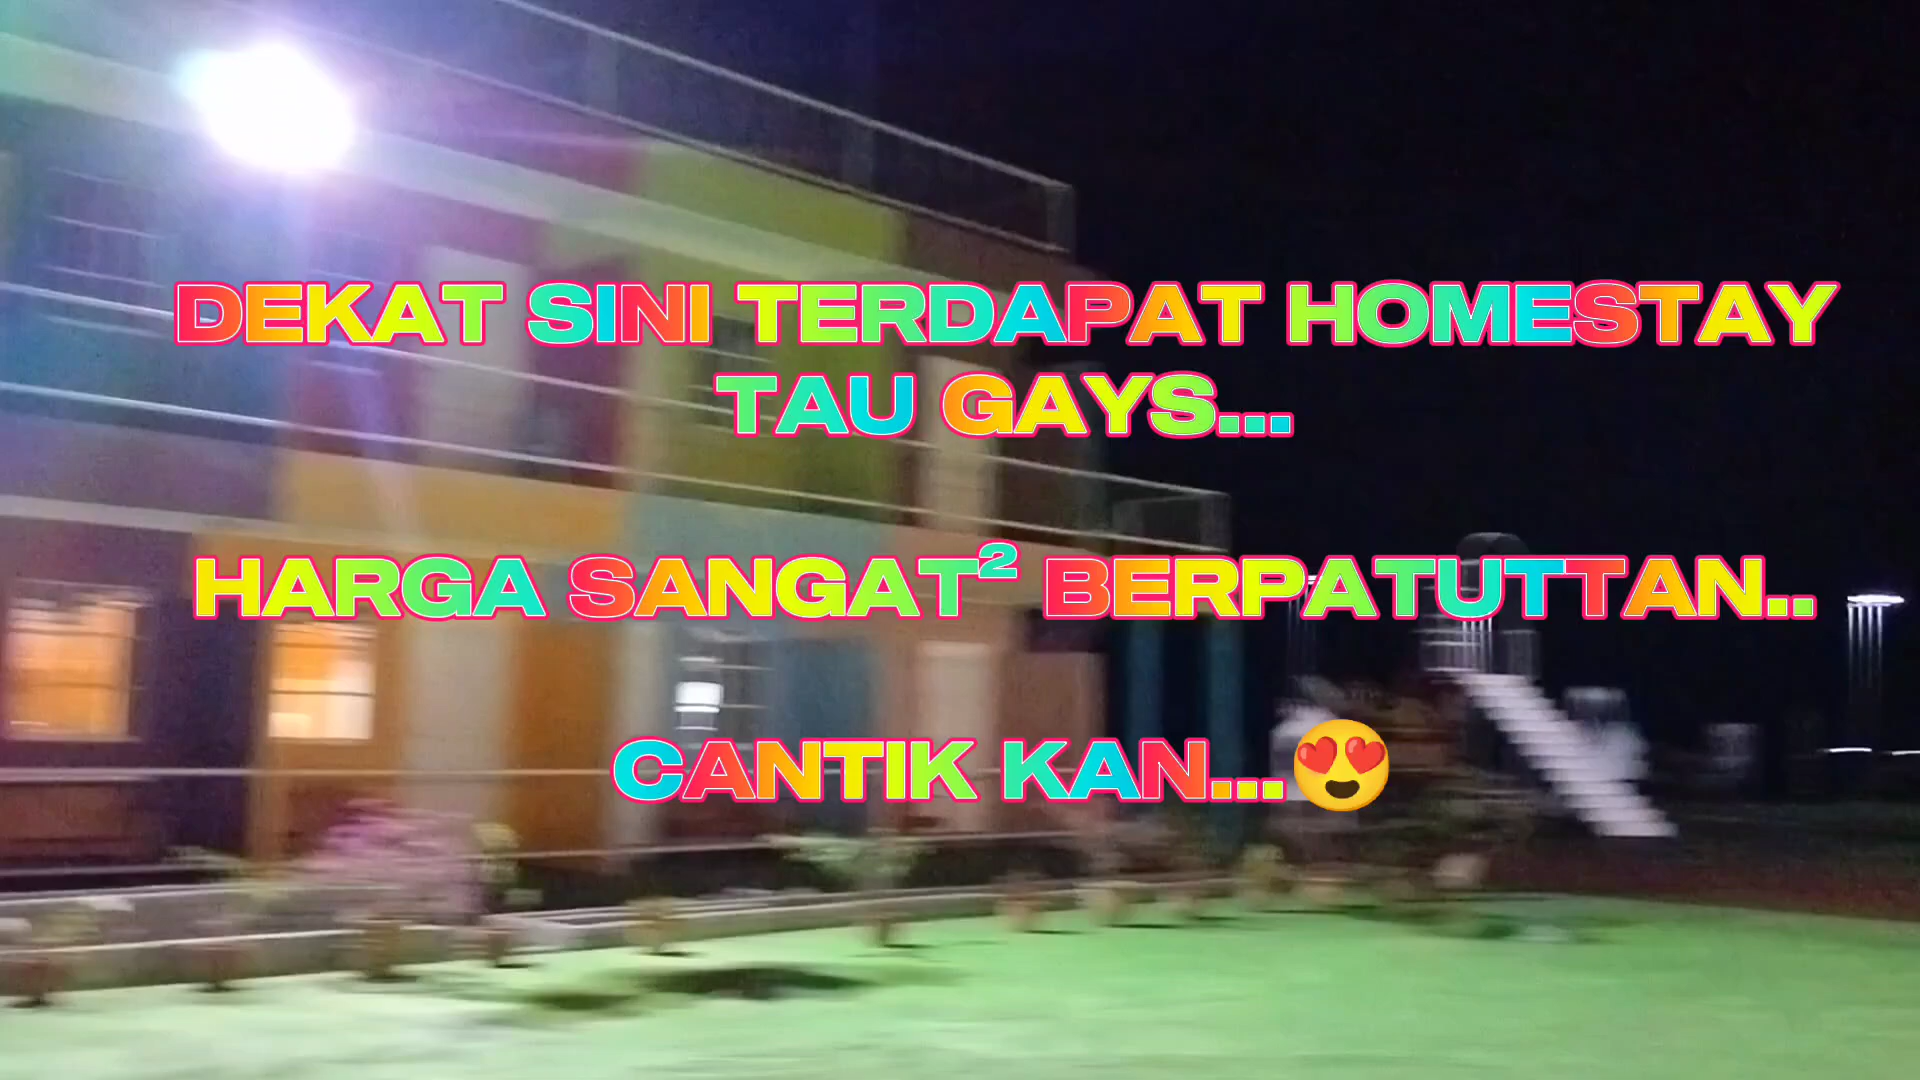 DEKAT SINI TERDAPAT HOMESTAY
TAU GAYS...
HARGA SANGAT² BERPATUTTAN..
CANTIK KAN...😍